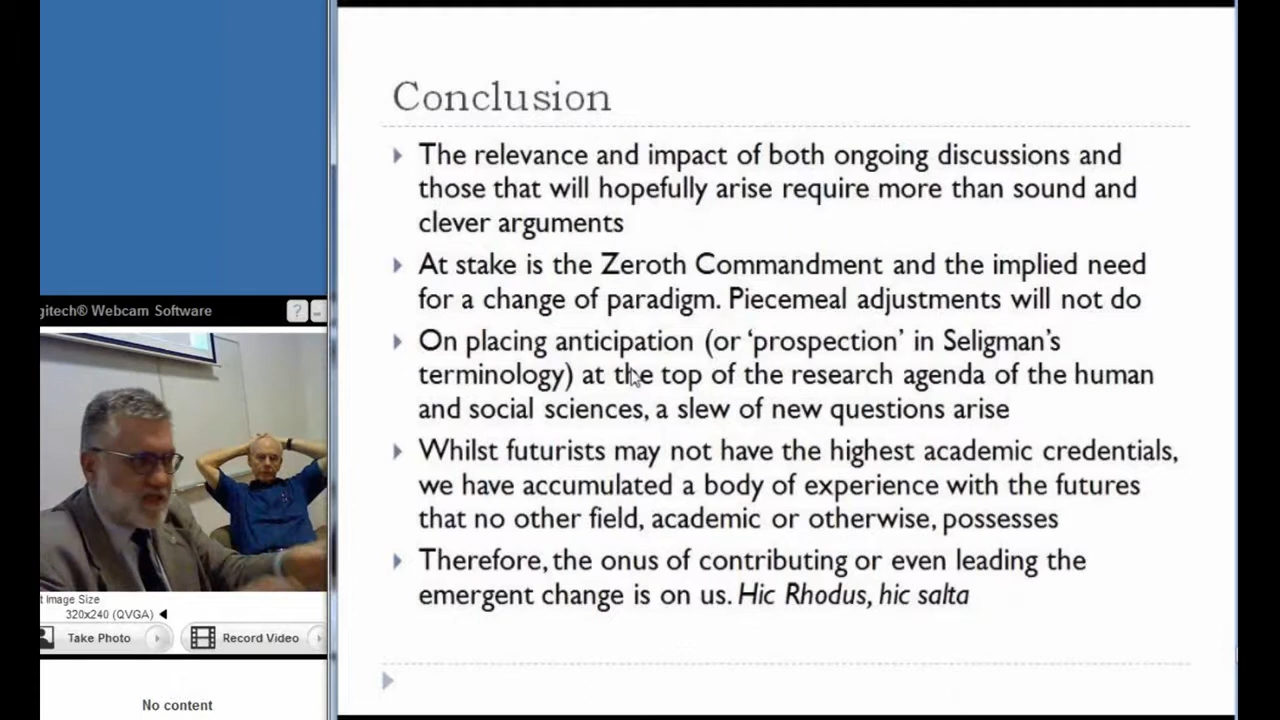 Conclusion
The relevance and impact of both ongoing discussions and
those that will hopefully arise require more than sound and
clever arguments
At stake is the Zeroth Commandment and the implied need
for a change of paradigm. Piecemeal adjustments will not do
On placing anticipation (or ‘prospection’ in Seligman’s
terminology) at the top of the research agenda of the human
and social sciences, a slew of new questions arise
Whilst futurists may not have the highest academic credentials,
we have accumulated a body of experience with the futures
that no other field, academic or otherwise, possesses
Therefore, the onus of contributing or even leading the
emergent change is on us. Hic Rhodus, hic salta
gitech® Webcam Software
t Image Size
320x240 (QVGA)
Take Photo
Record Video
No content